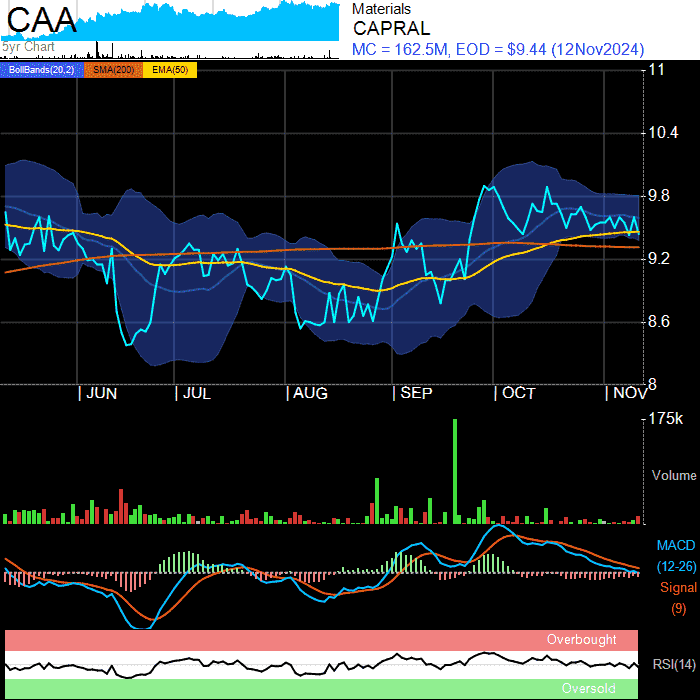 CAA
5yr Chart
Materials
CAPRAL
MC = 162.5M, EOD = $9.44 (12Nov2024)
BollBands(20,2) SMA(200) EMA(50)
11
10.4
9.8
9.2
8.6
8
JUN JUL AUG SEP OCT NOV
175k
Volume
MACD
(12-26)
Signal
(9)
Overbought
RSI(14)
Oversold